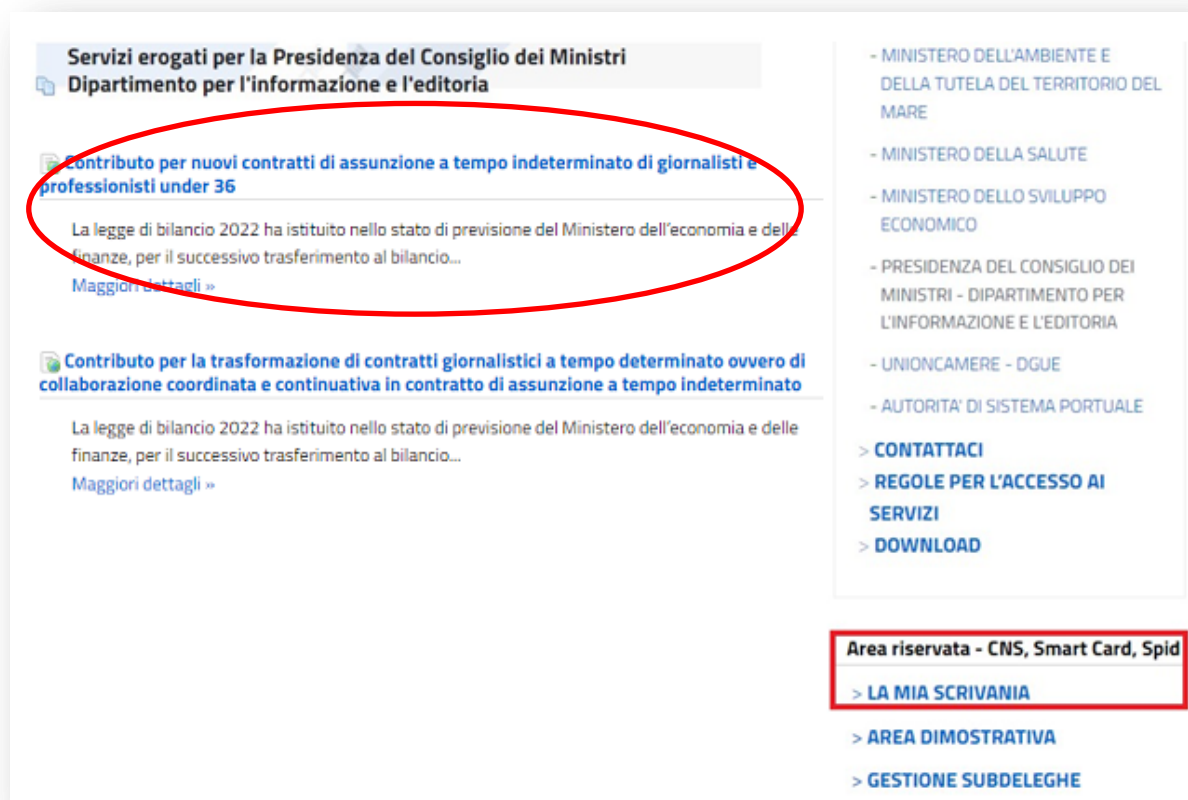 Servizi erogati per la Presidenza del Consiglio dei Ministri
Dipartimento per l'informazione e l'editoria
Contributo per nuovi contratti di assunzione a tempo indeterminato di giornalisti e
professionisti under 36
La legge di bilancio 2022 ha istituito nello stato di previsione del Ministero dell'economia e delle
finanze, per il successivo trasferimento al bilancio...
Maggiori dettagli »
Contributo per la trasformazione di contratti giornalistici a tempo determinato ovvero di
collaborazione coordinata e continuativa in contratto di assunzione a tempo indeterminato
La legge di bilancio 2022 ha istituito nello stato di previsione del Ministero dell'economia e delle
finanze, per il successivo trasferimento al bilancio...
Maggiori dettagli »
- MINISTERO DELL'AMBIENTE E
DELLA TUTELA DEL TERRITORIO DEL
MARE
- MINISTERO DELLA SALUTE
- MINISTERO DELLO SVILUPPO
ECONOMICO
- PRESIDENZA DEL CONSIGLIO DEI
MINISTRI - DIPARTIMENTO PER
L'INFORMAZIONE E L'EDITORIA
- UNIONCAMERE - DGUE
- AUTORITA' DI SISTEMA PORTUALE
> CONTATTACI
> REGOLE PER L'ACCESSO AI
SERVIZI
> DOWNLOAD
Area riservata - CNS, Smart Card, Spid
> LA MIA SCRIVANIA
> AREA DIMOSTRATIVA
> GESTIONE SUBDELEGHE